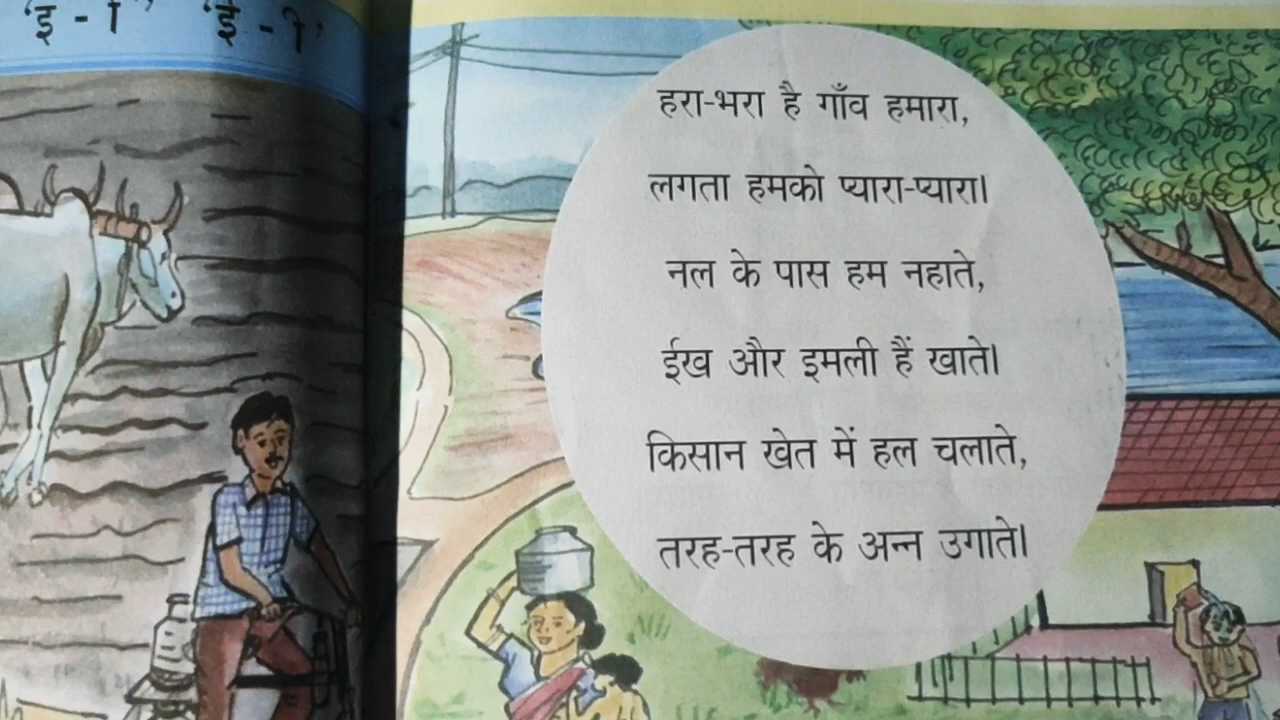 'इ - ि' 'ई - ी'
हरा-भरा है गाँव हमारा,
लगता हमको प्यारा-प्यारा।
नल के पास हम नहाते,
ईख और इमली हैं खाते।
किसान खेत में हल चलाते,
तरह-तरह के अन्न उगाते।